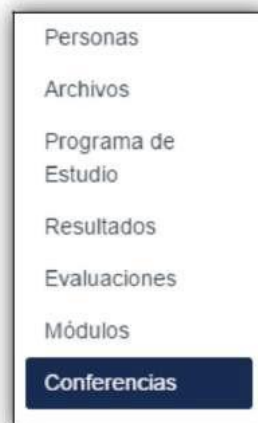 Personas
Archivos
Programa de
Estudio
Resultados
Evaluaciones
Módulos
Conferencias